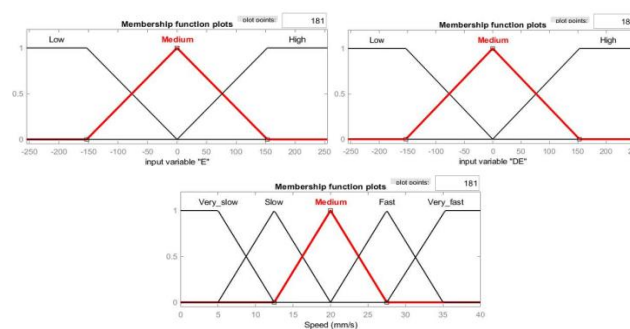 Membership function plots plot points: 181
Low Medium High
1
0.5
0
-250 -200 -150 -100 -50 0 50 100 150 200 250
input variable "E"
Membership function plots plot points: 18
Low Medium High
1
0.5
0
-250 -200 -150 -100 -50 0 50 100 150 200 250
input variable "DE"
Membership function plots plot points: 181
Very_slow Slow Medium Fast Very_fast
1
0.5
0
0 5 10 15 20 25 30 35 40
Speed (mm/s)